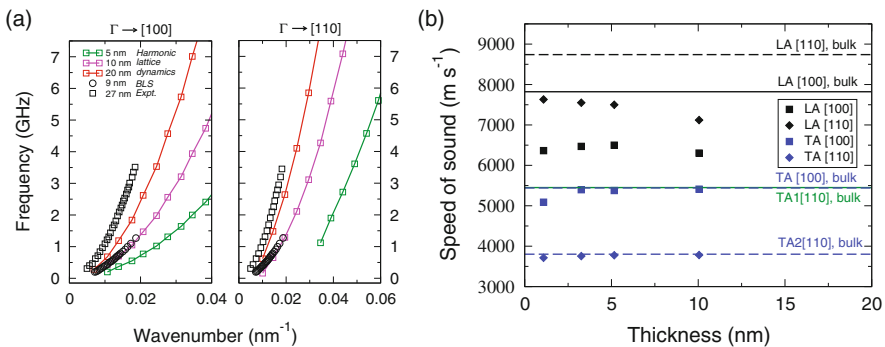 (a)
Γ → [100]
Γ → [110]
7
6
5
4
3
2
1
0
Frequency (GHz)
5 nm Harmonic
10 nm lattice
20 nm dynamics
9 nm BLS
27 nm Expt.
0 0.02 0.04
7
6
5
4
3
2
1
0
0 0.02 0.04 0.06
Wavenumber (nm⁻¹)
(b)
9000
8000
7000
6000
5000
4000
3000
Speed of sound (m s⁻¹)
LA [110], bulk
LA [100], bulk
LA [100]
LA [110]
TA [100]
TA [110]
TA [100], bulk
TA1[110], bulk
TA2[110], bulk
0 5 10 15 20
Thickness (nm)